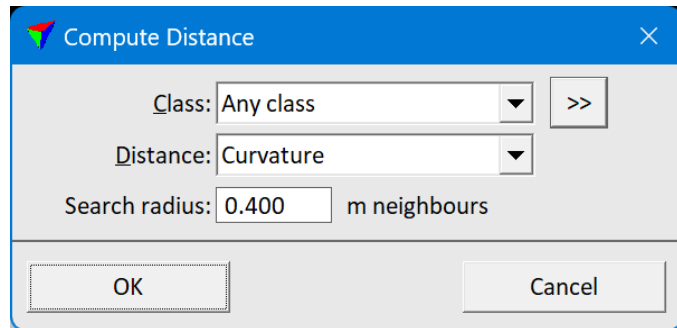 Compute Distance
Class: Any class >>
Distance: Curvature
Search radius: 0.400 m neighbours
OK Cancel